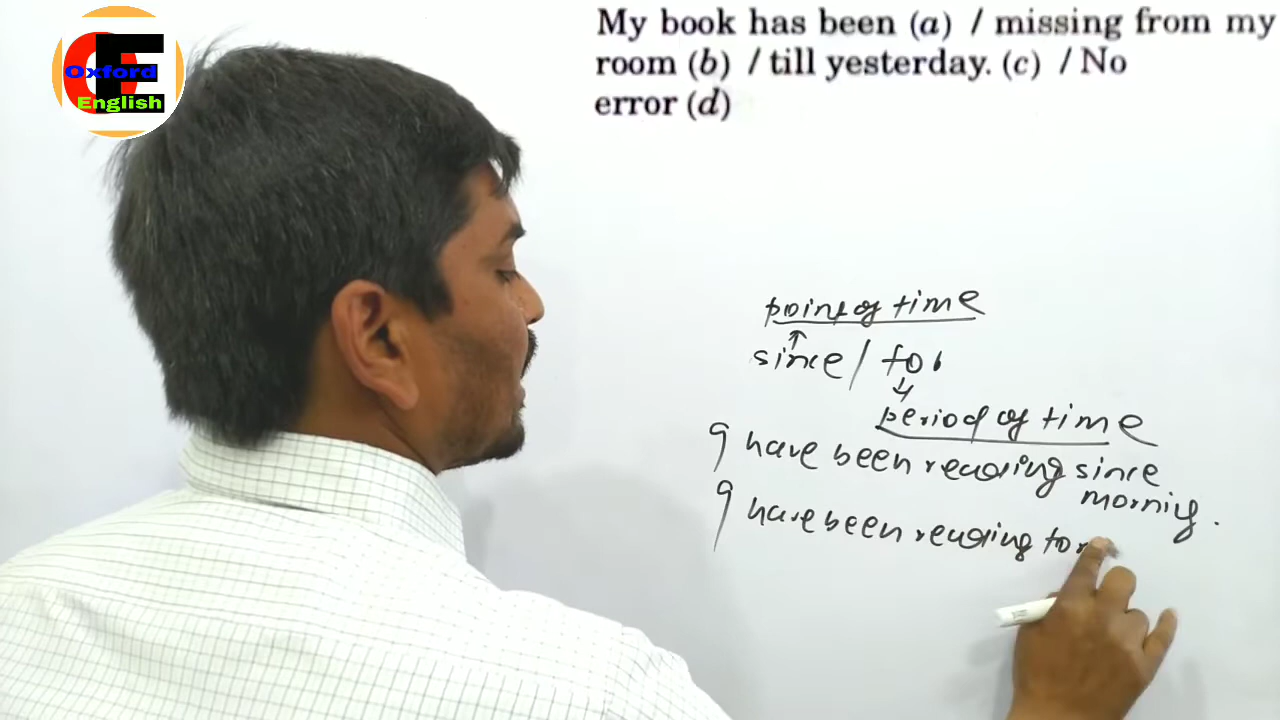 Oxford
English
My book has been (a) / missing from my
room (b) / till yesterday. (c) / No
error (d)
point of time
since / for
period of time
I have been reading since
morning.
I have been reading for